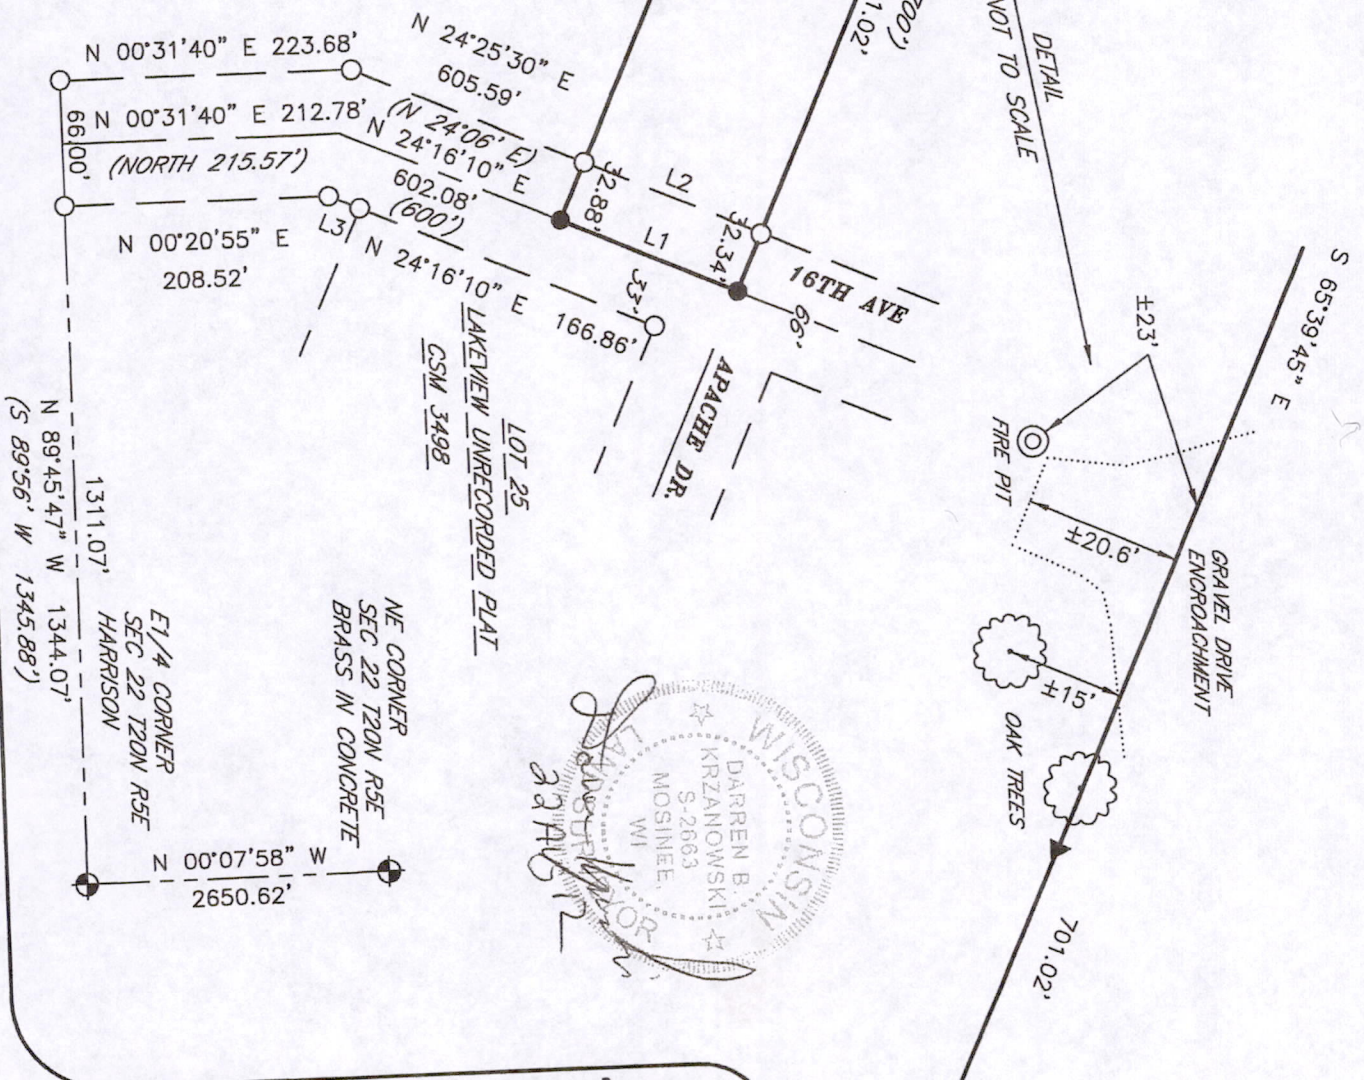 N 00°31'40" E 223.68'
N 24°25'30" E
605.59'
66.00'
N 00°31'40" E 212.78'
(NORTH 215.57')
(N 24°06' E)
N 24°16'10" E
602.08'
(600')
N 00°20'55" E
208.52'
L3
N 24°16'10" E
166.86'
L2
L1
32.34'
33'
66'
16TH AVE
APACHE DR.
1.02'
700')
DETAIL
NOT TO SCALE
S 65°39'45" E
±23'
FIRE PIT
±20.6'
GRAVEL DRIVE
ENCROACHMENT
±15'
OAK TREES
701.02'
LOT 25
LAKEVIEW UNRECORDED PLAT
CSM 3498
1311.07'
N 89°45'47" W 1344.07'
(S 89°56' W 1345.88')
E1/4 CORNER
SEC 22 T20N R5E
HARRISON
NE CORNER
SEC 22 T20N R5E
BRASS IN CONCRETE
N 00°07'58" W
2650.62'
WISCONSIN
DARREN B
KRZANOWSKI
S-2663
MOSINEE,
WI